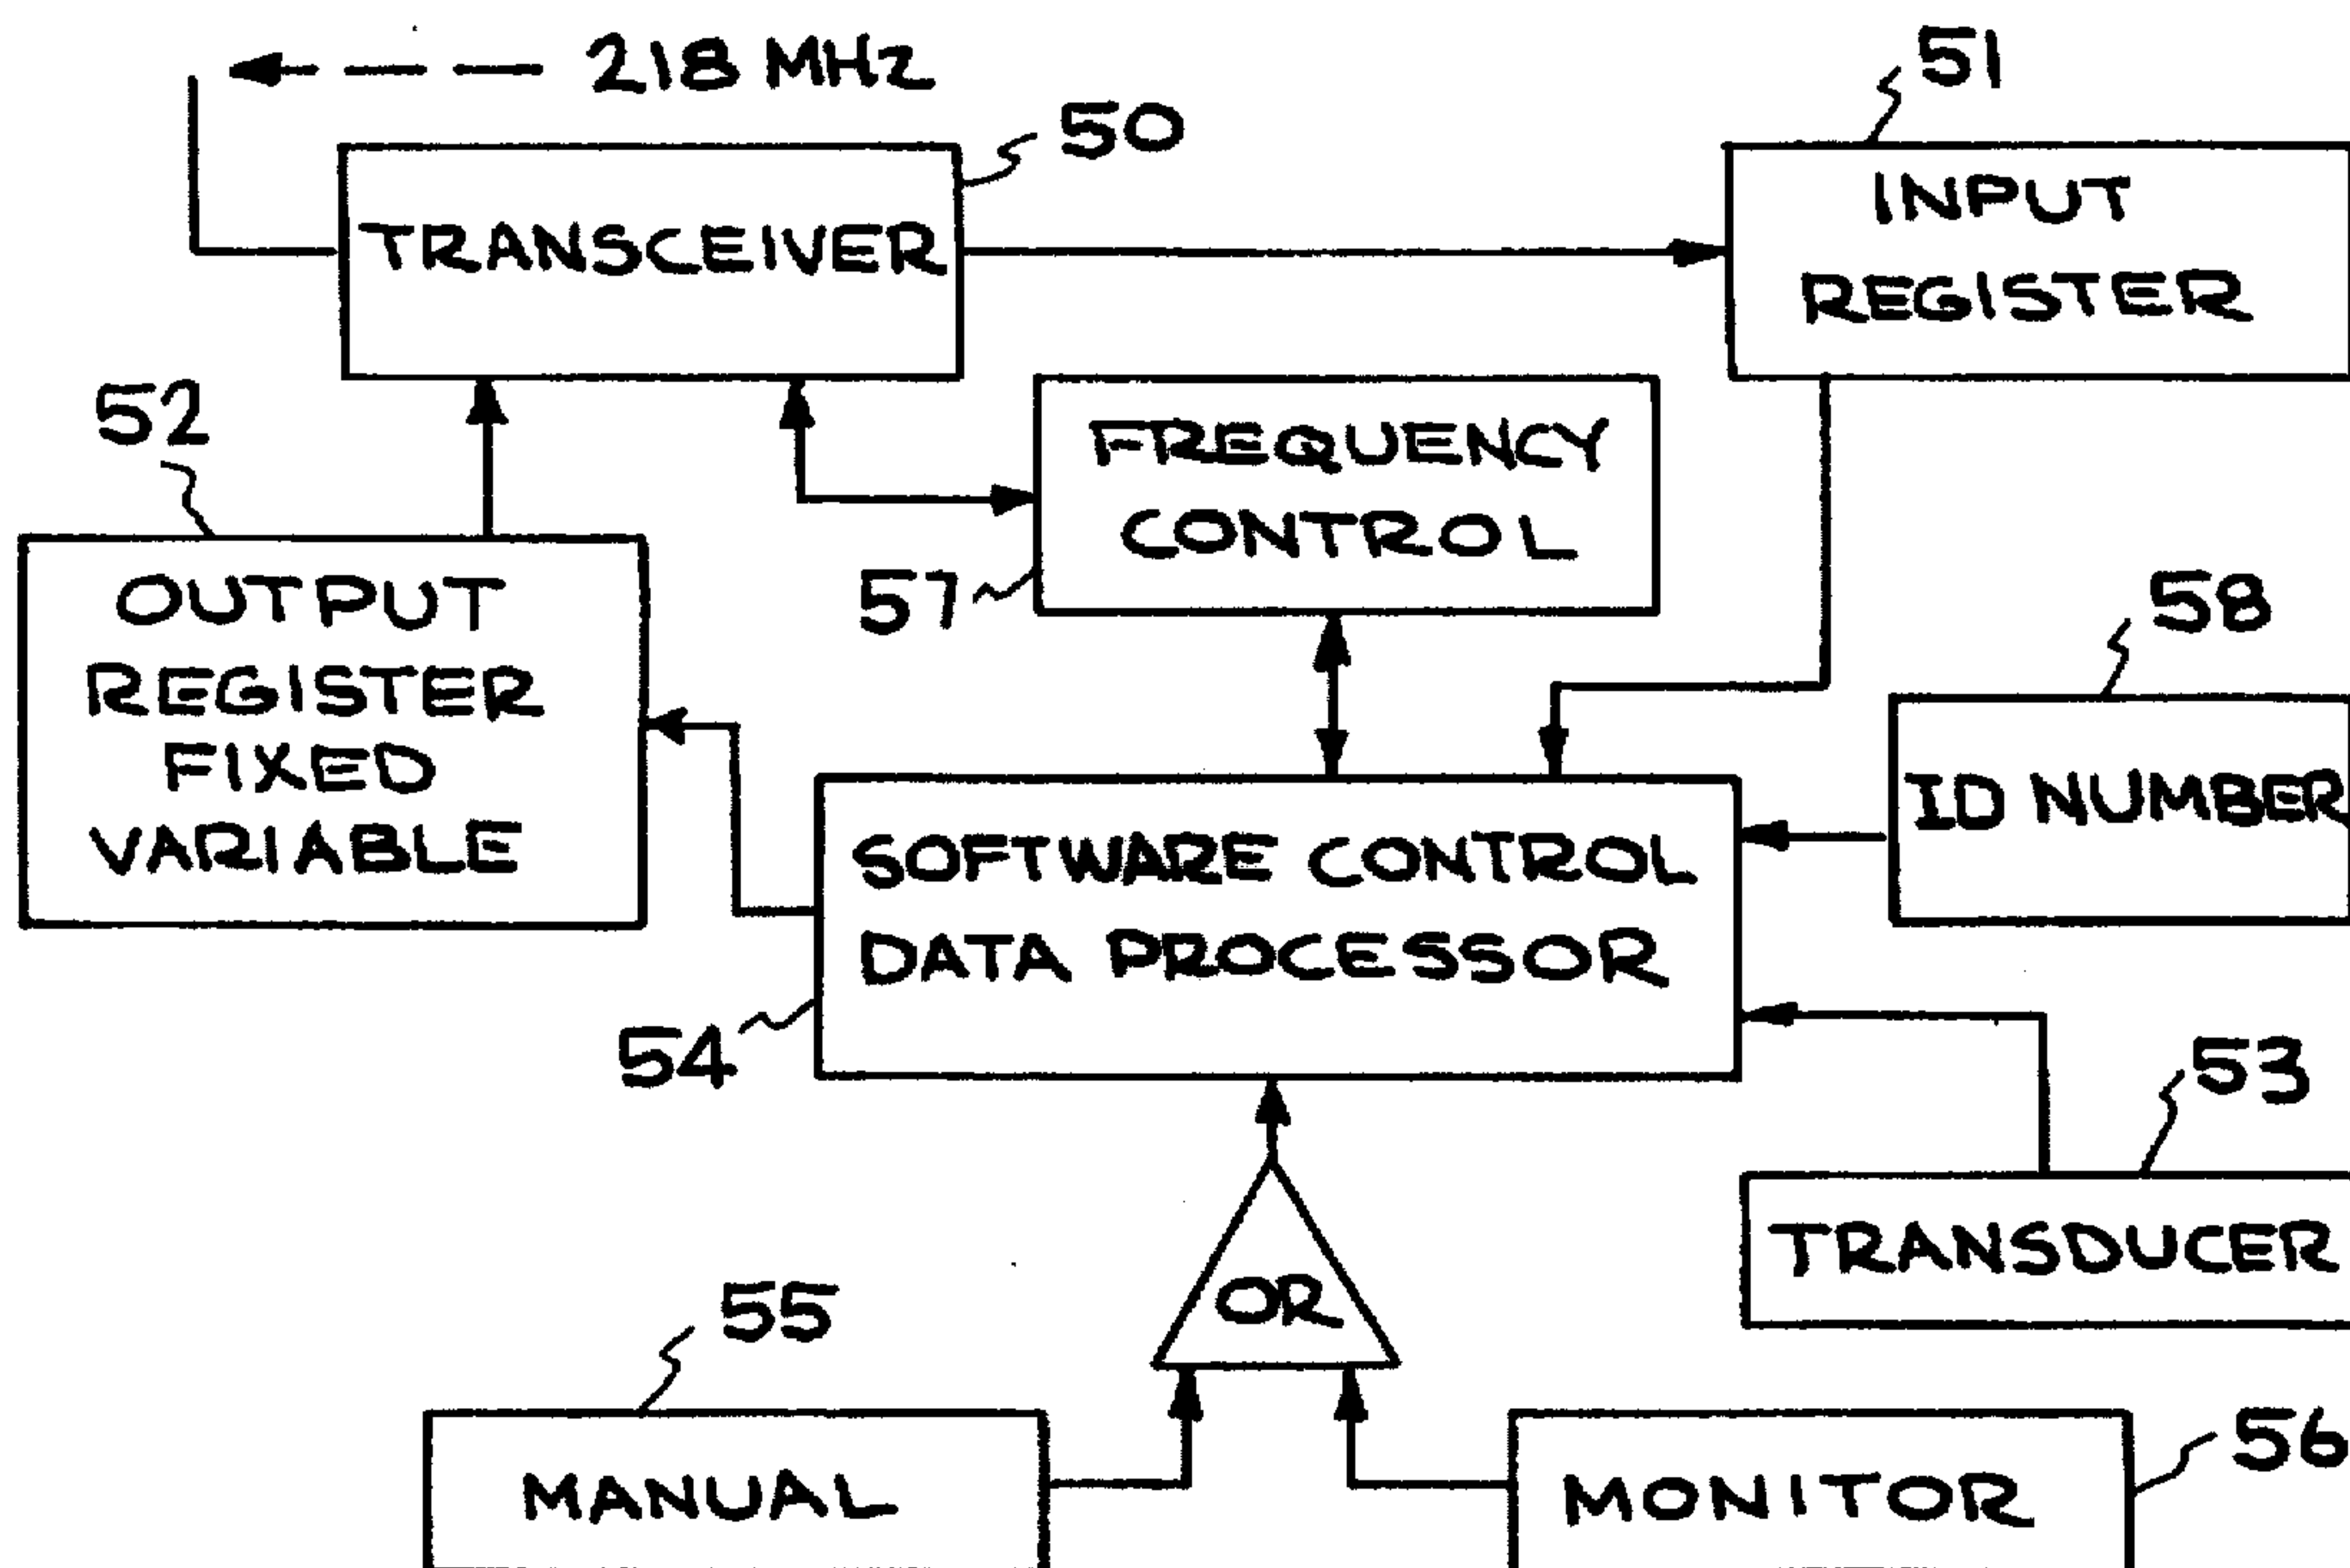 218 MHz
50
51
TRANSCEIVER
INPUT
REGISTER
52
FREQUENCY
CONTROL
57
58
OUTPUT
REGISTER
FIXED
VARIABLE
ID NUMBER
SOFTWARE CONTROL
DATA PROCESSOR
54
53
TRANSDUCER
OR
55
56
MANUAL
MONITOR